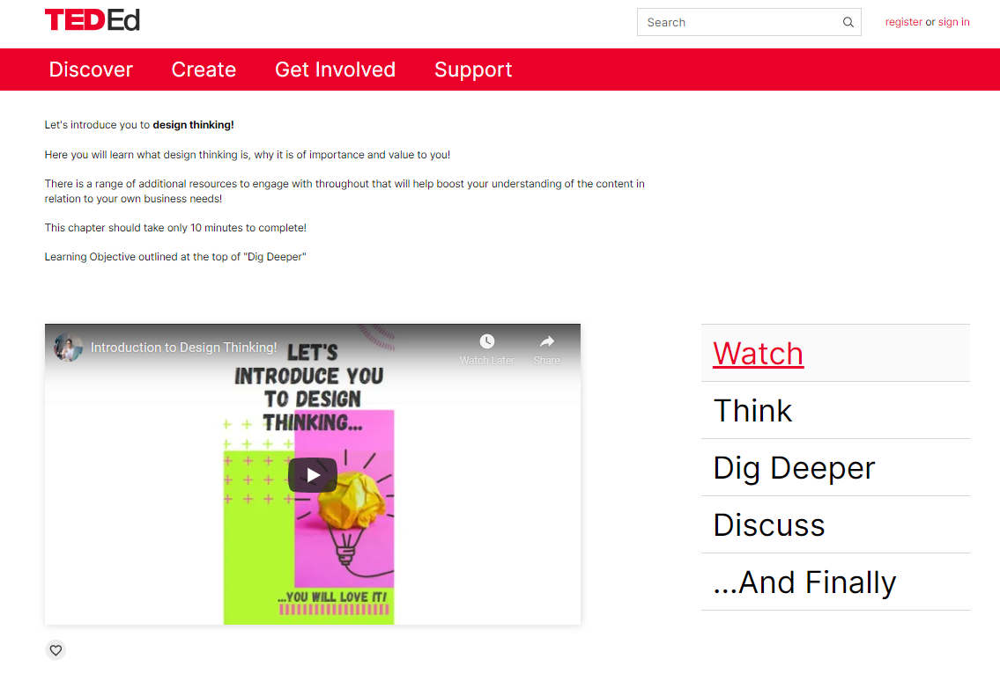 TEDEd
Search
register or sign in
Discover Create Get Involved Support
Let's introduce you to design thinking!
Here you will learn what design thinking is, why it is of importance and value to you!
There is a range of additional resources to engage with throughout that will help boost your understanding of the content in
relation to your own business needs!
This chapter should take only 10 minutes to complete!
Learning Objective outlined at the top of "Dig Deeper"
Introduction to Design Thinking!
Watch Later
Share
LET'S
INTRODUCE YOU
TO DESIGN
THINKING...
...YOU WILL LOVE IT!
Watch
Think
Dig Deeper
Discuss
...And Finally